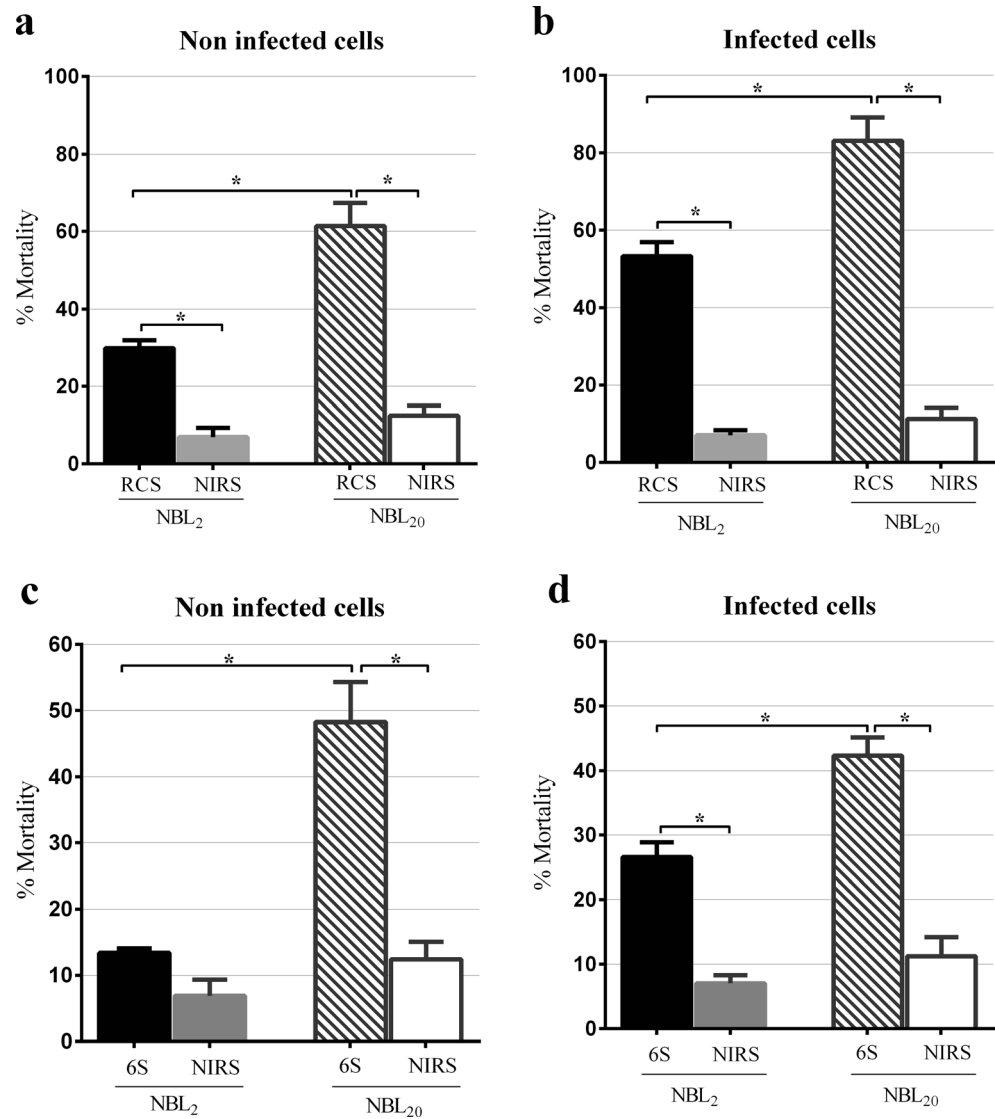 a
Non infected cells
% Mortality
100
80
60
40
20
0
*
*
*
RCS NIRS RCS NIRS
NBL2 NBL20
b
Infected cells
% Mortality
100
80
60
40
20
0
*
*
*
RCS NIRS RCS NIRS
NBL2 NBL20
c
Non infected cells
% Mortality
60
50
40
30
20
10
0
*
*
6S NIRS 6S NIRS
NBL2 NBL20
d
Infected cells
% Mortality
60
50
40
30
20
10
0
*
*
*
6S NIRS 6S NIRS
NBL2 NBL20